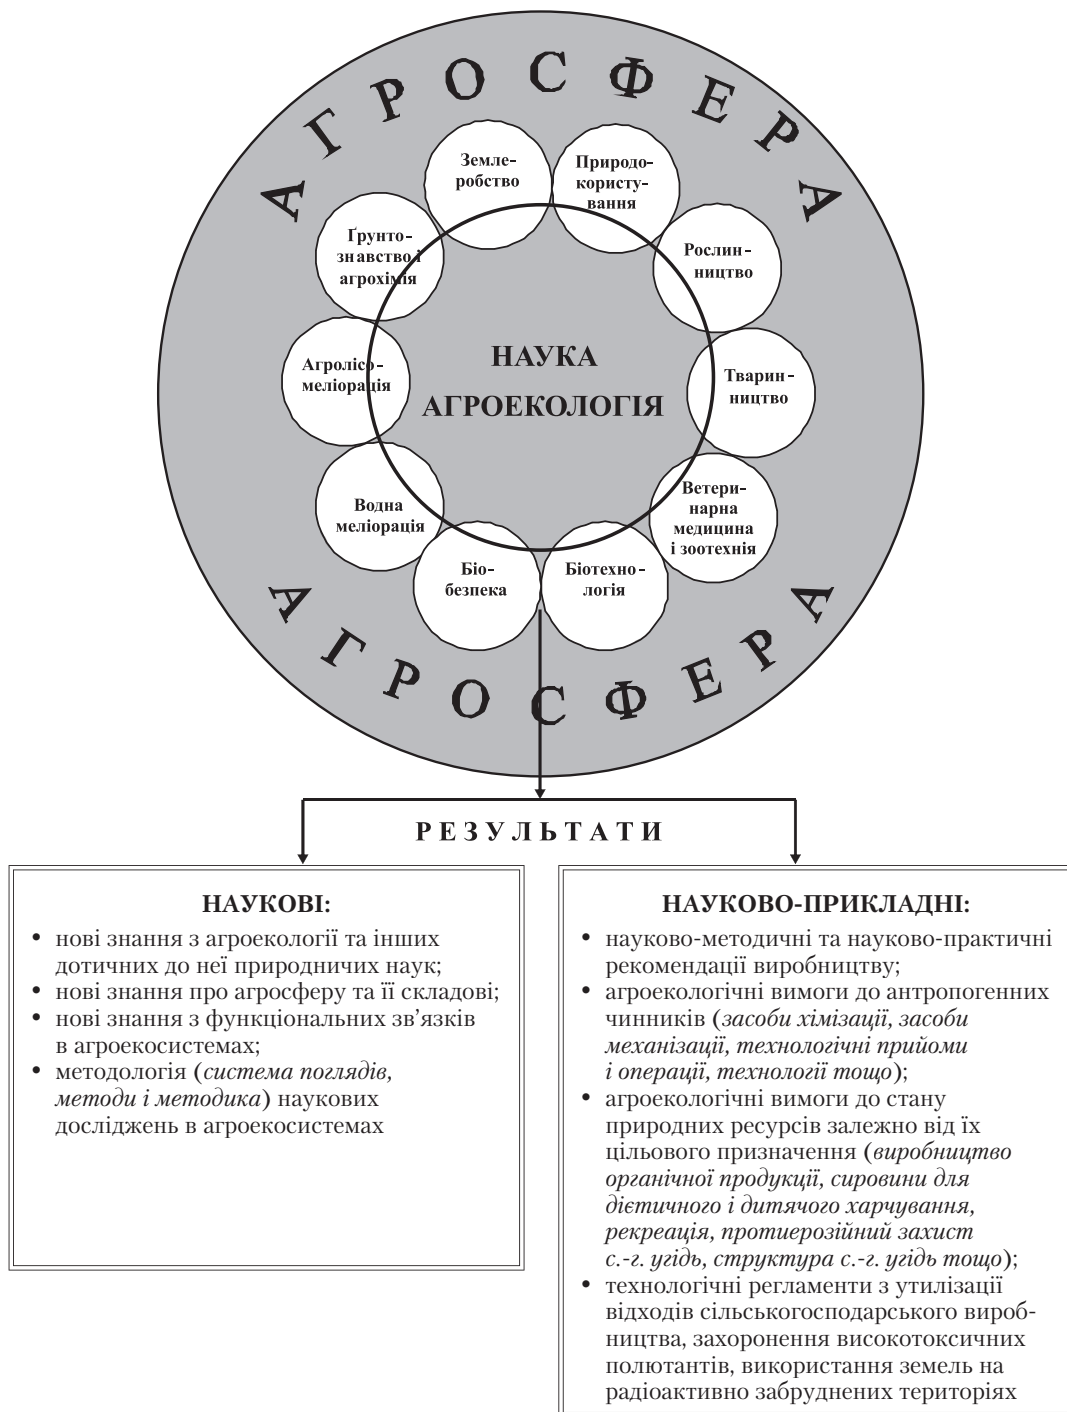 АГРОСФЕРА
Земле-
робство
Природо-
користу-
вання
Ґрунто-
знавство і
агрохімія
Рослин-
ництво
Агролісо-
меліорація
НАУКА
АГРОЕКОЛОГІЯ
Тварин-
ництво
Водна
меліорація
Ветери-
нарна
медицина
і зоотехнія
Біо-
безпека
Біотехно-
логія
АГРОСФЕРА
РЕЗУЛЬТАТИ
НАУКОВІ:
• нові знання з агроекології та інших
дотичних до неї природничих наук;
• нові знання про агросферу та її складові;
• нові знання з функціональних зв’язків
в агроекосистемах;
• методологія (система поглядів,
методи і методика) наукових
досліджень в агроекосистемах
НАУКОВО-ПРИКЛАДНІ:
• науково-методичні та науково-практичні
рекомендації виробництву;
• агроекологічні вимоги до антропогенних
чинників (засоби хімізації, засоби
механізації, технологічні прийоми
і операції, технології тощо);
• агроекологічні вимоги до стану
природних ресурсів залежно від їх
цільового призначення (виробництво
органічної продукції, сировини для
дієтичного і дитячого харчування,
рекреація, протиерозійний захист
с.-г. угідь, структура с.-г. угідь тощо);
• технологічні регламенти з утилізації
відходів сільськогосподарського вироб-
ництва, захоронення високотоксичних
полютантів, використання земель на
радіоактивно забруднених територіях